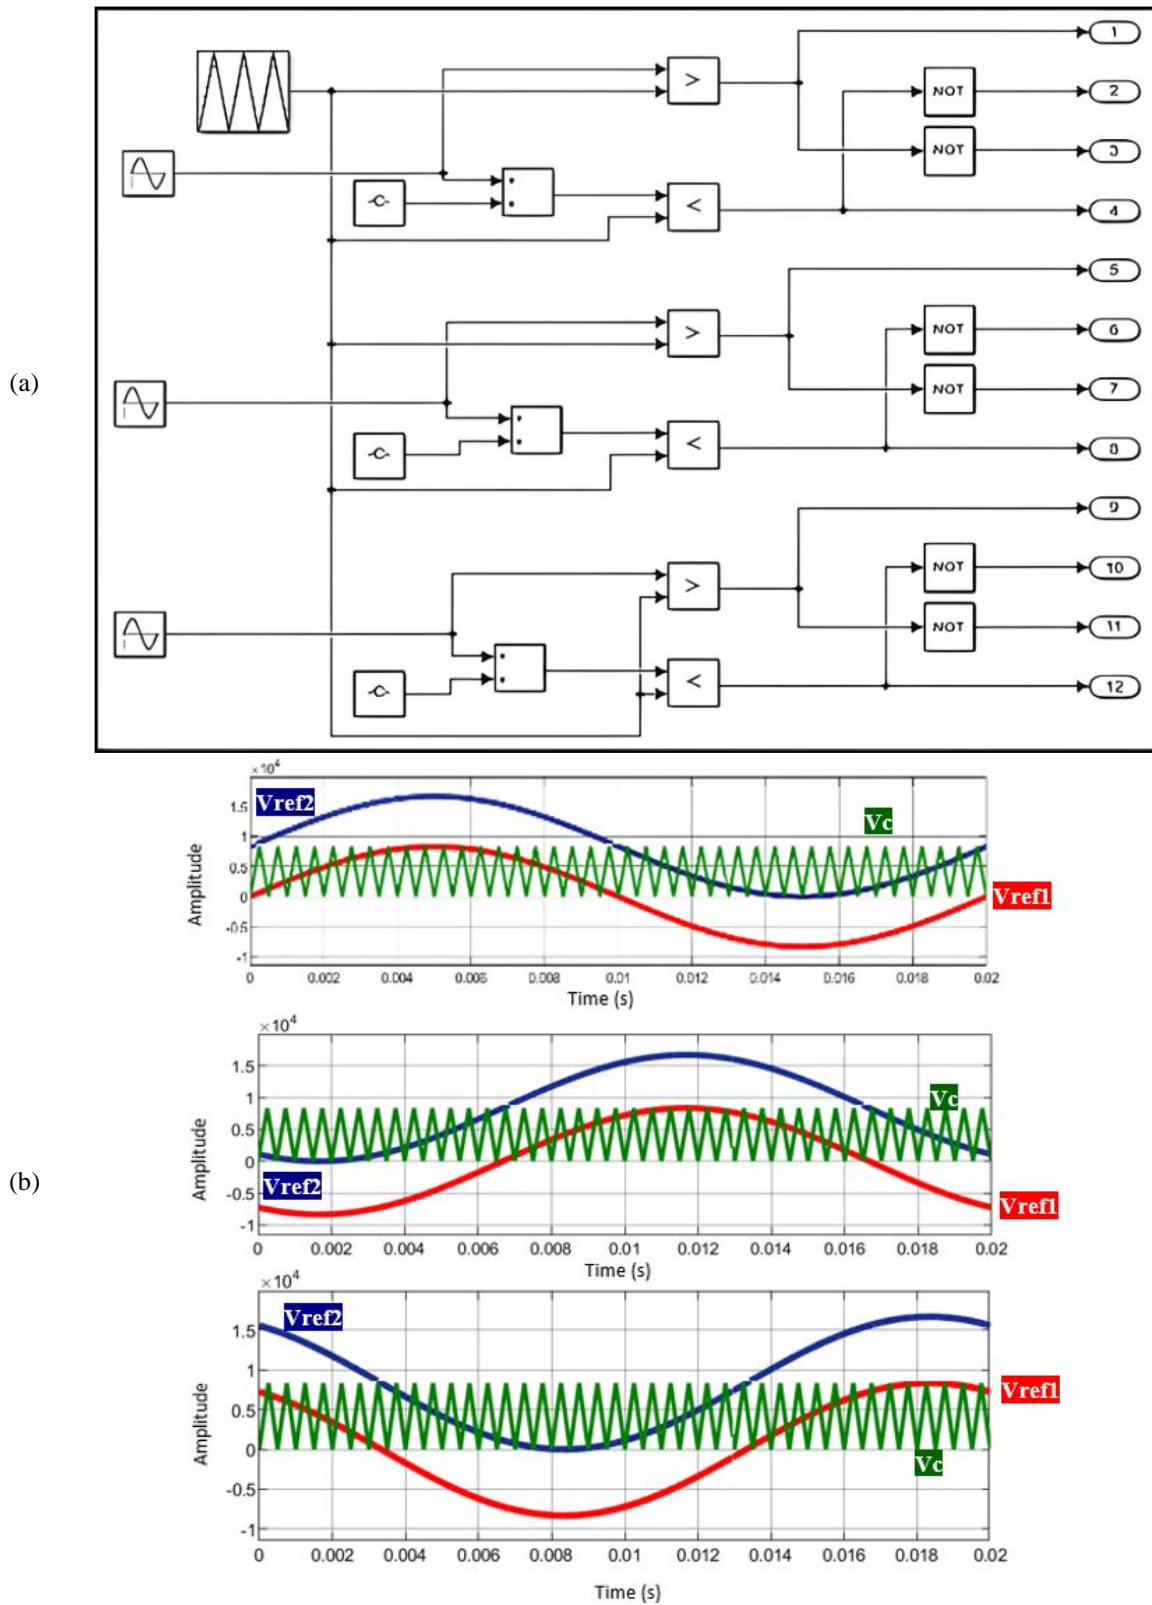 1
>
NOT
2
NOT
3
-C-
<
4
5
>
NOT
6
(a)
NOT
7
-C-
<
8
9
>
NOT
10
NOT
11
-C-
<
12
×10⁴
Vref2
Vc
Vref1
1.5
1
0.5
0
-0.5
-1
Amplitude
0 0.002 0.004 0.006 0.008 0.01 0.012 0.014 0.016 0.018 0.02
Time (s)
×10⁴
Vc
1.5
1
0.5
0
-0.5
-1
Amplitude
(b)
Vref2
Vref1
0 0.002 0.004 0.006 0.008 0.01 0.012 0.014 0.016 0.018 0.02
Time (s)
×10⁴
Vref2
1.5
1
0.5
0
-0.5
-1
Amplitude
Vref1
Vc
0 0.002 0.004 0.006 0.008 0.01 0.012 0.014 0.016 0.018 0.02
Time (s)